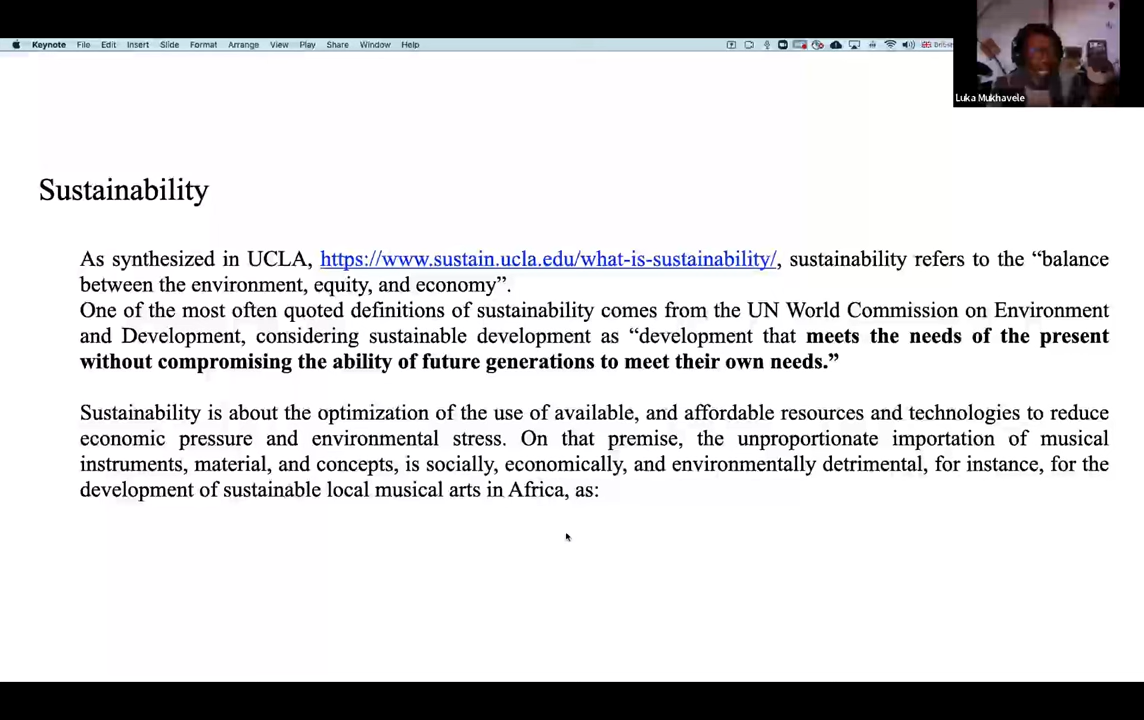 Keynote File Edit Insert Slide Format Arrange View Play Share Window Help
Luka Mukhavele
Sustainability
As synthesized in UCLA, https://www.sustain.ucla.edu/what-is-sustainability/, sustainability refers to the “balance
between the environment, equity, and economy”.
One of the most often quoted definitions of sustainability comes from the UN World Commission on Environment
and Development, considering sustainable development as “development that meets the needs of the present
without compromising the ability of future generations to meet their own needs.”
Sustainability is about the optimization of the use of available, and affordable resources and technologies to reduce
economic pressure and environmental stress. On that premise, the unproportionate importation of musical
instruments, material, and concepts, is socially, economically, and environmentally detrimental, for instance, for the
development of sustainable local musical arts in Africa, as: